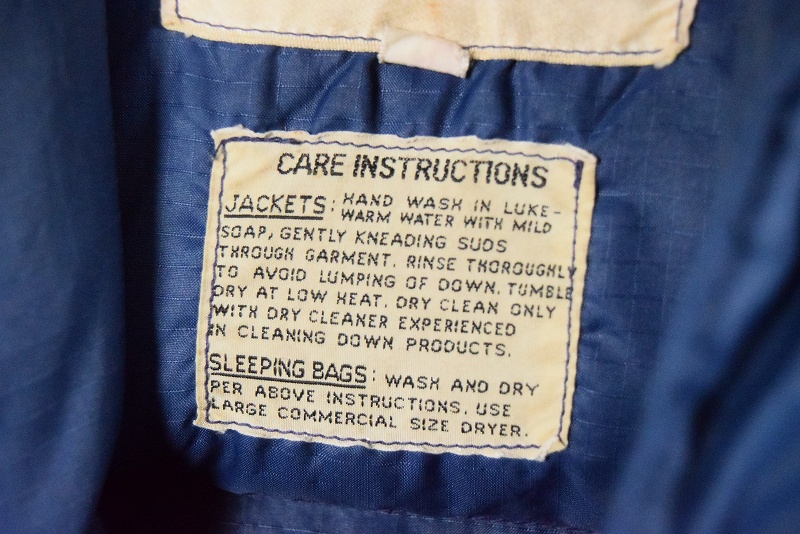 CARE INSTRUCTIONS
JACKETS: HAND WASH IN LUKE-
WARM WATER WITH MILD
SOAP, GENTLY KNEADING SUDS
THROUGH GARMENT. RINSE THOROUGHLY
TO AVOID LUMPING OF DOWN. TUMBLE
DRY AT LOW HEAT. DRY CLEAN ONLY
WITH DRY CLEANER EXPERIENCED
IN CLEANING DOWN PRODUCTS.
SLEEPING BAGS: WASH AND DRY
PER ABOVE INSTRUCTIONS. USE
LARGE COMMERCIAL SIZE DRYER.